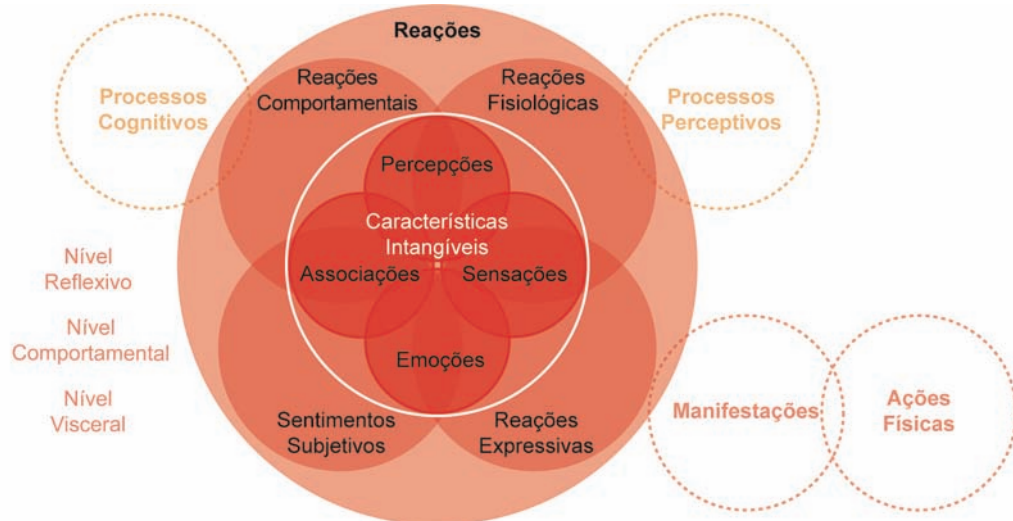 Reações
Reações
Comportamentais
Reações
Fisiológicas
Processos
Cognitivos
Processos
Perceptivos
Percepções
Características
Intangíveis
Associações
Sensações
Emoções
Nível
Reflexivo
Nível
Comportamental
Nível
Visceral
Sentimentos
Subjetivos
Reações
Expressivas
Manifestações
Ações
Físicas